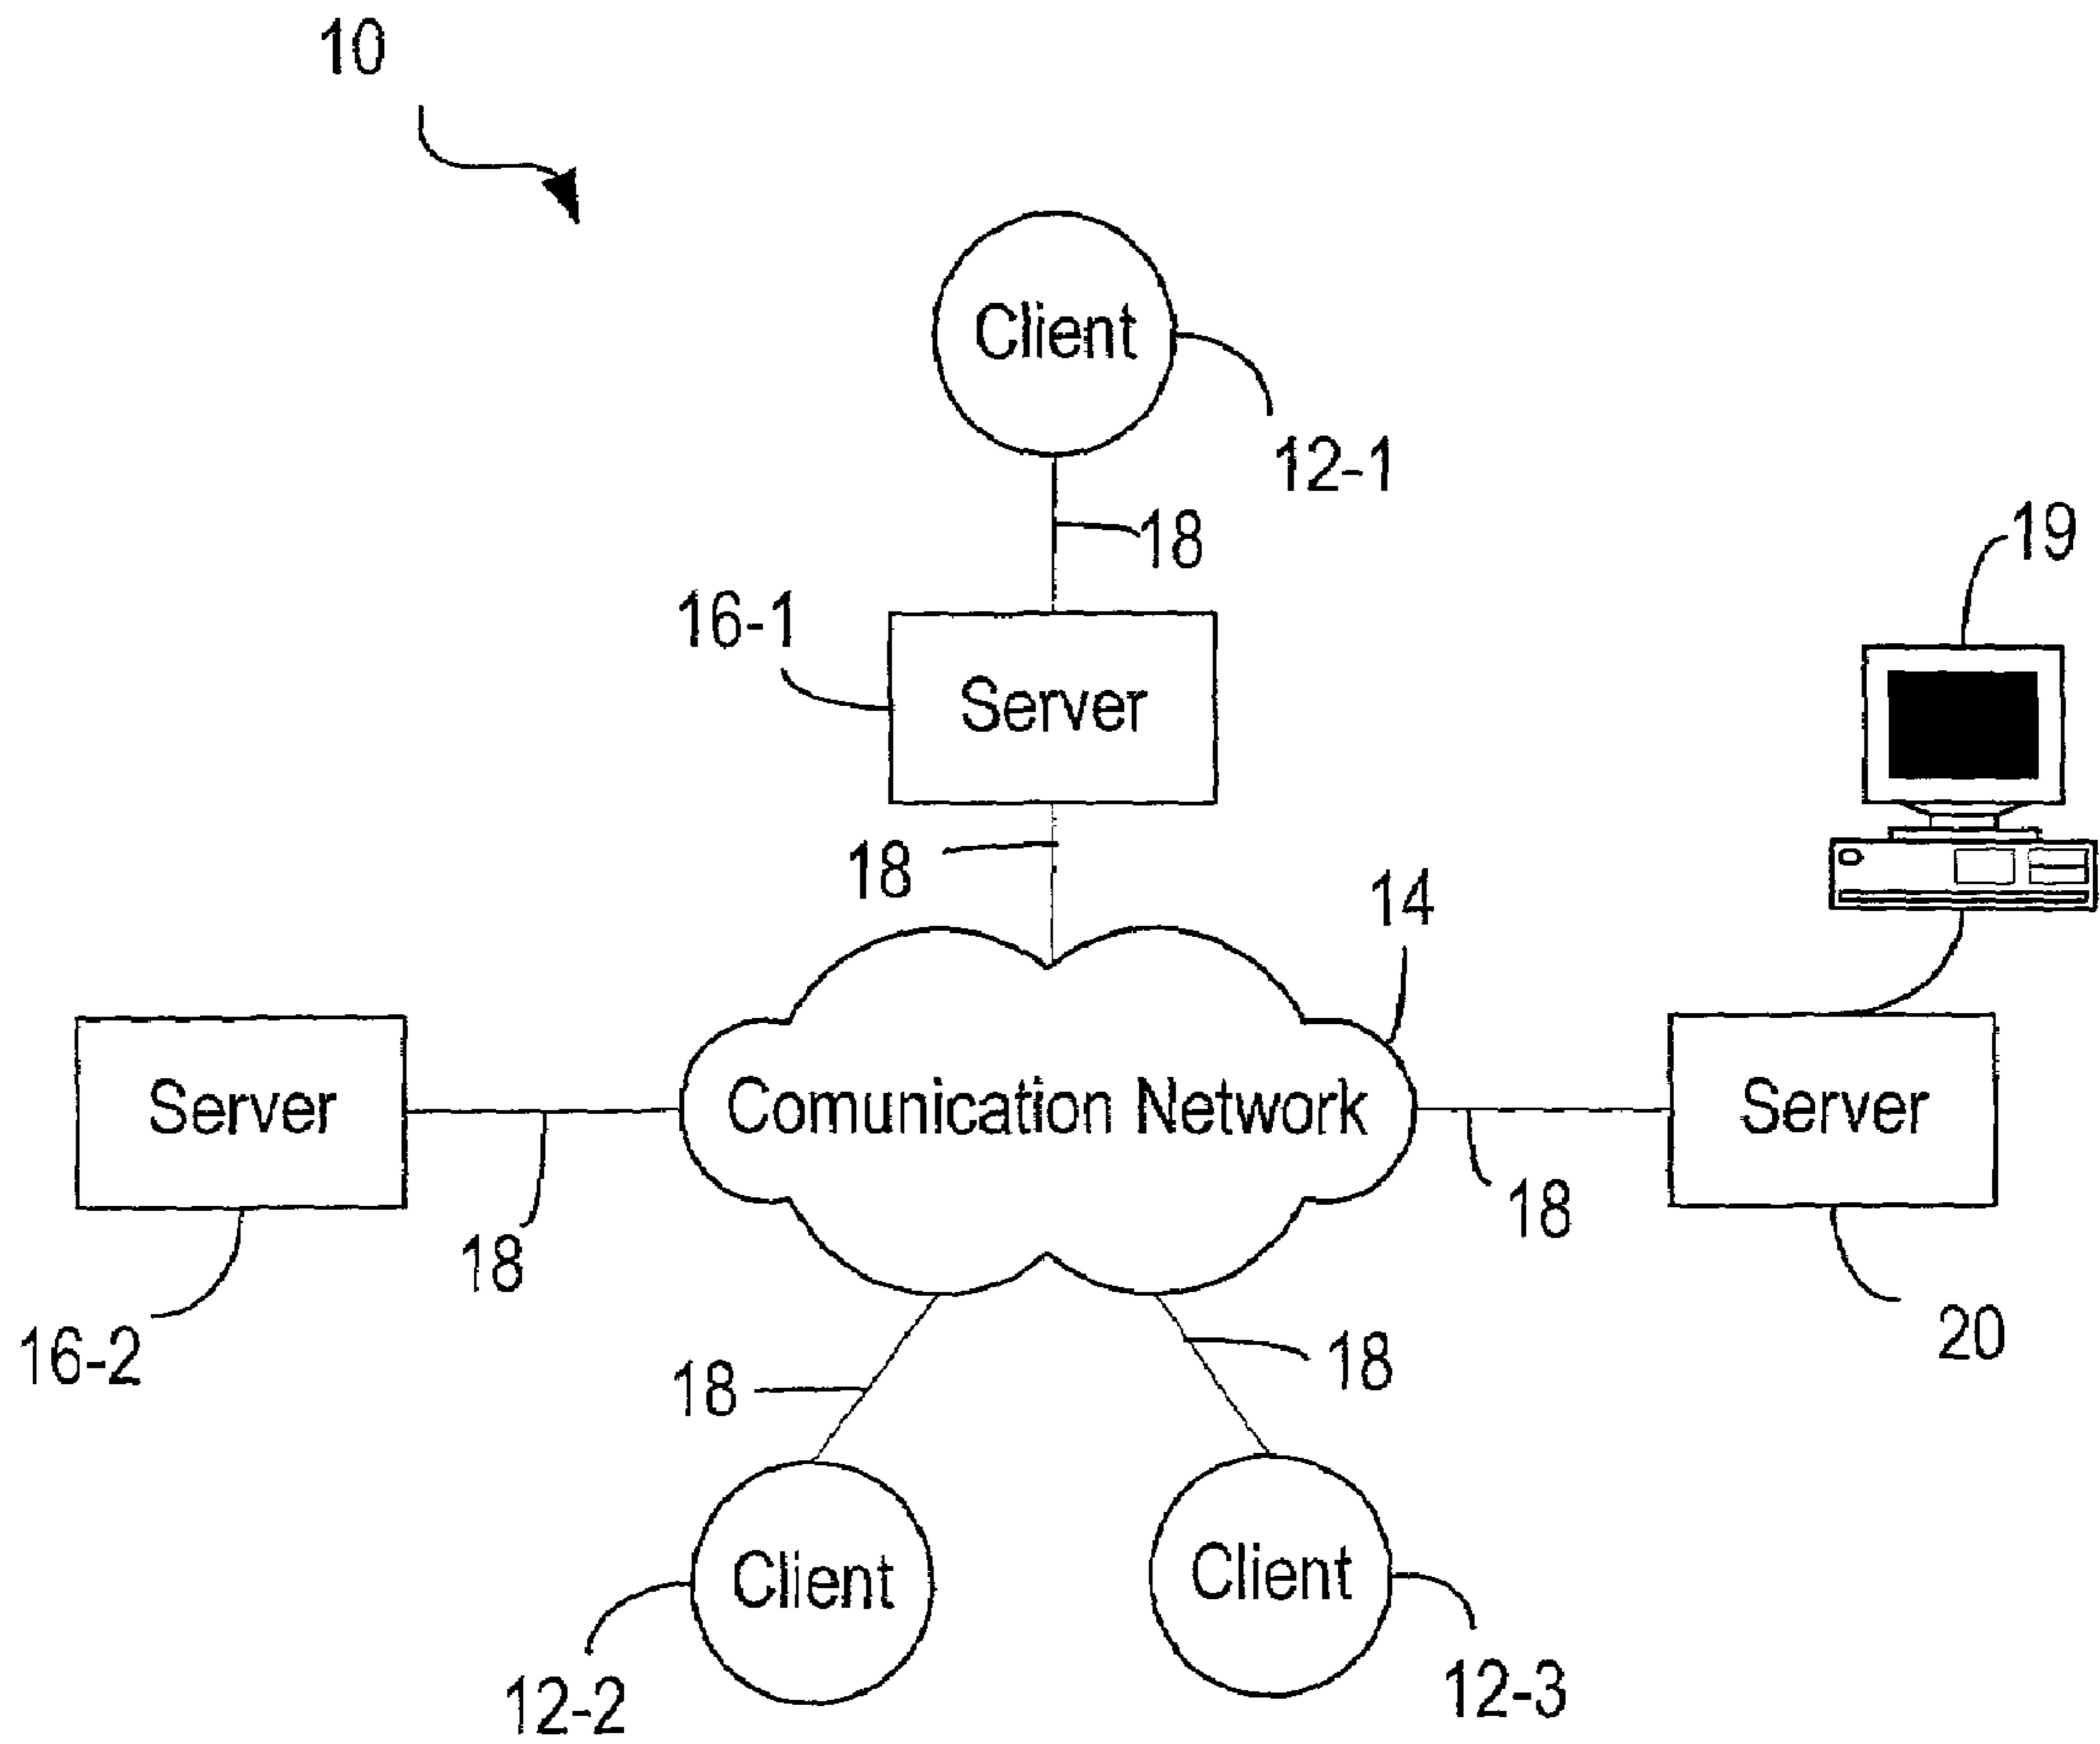 10
Client
12-1
18
19
16-1
Server
18
14
Server
Comunication Network
Server
18
18
16-2
20
18
18
Client
Client
12-2
12-3